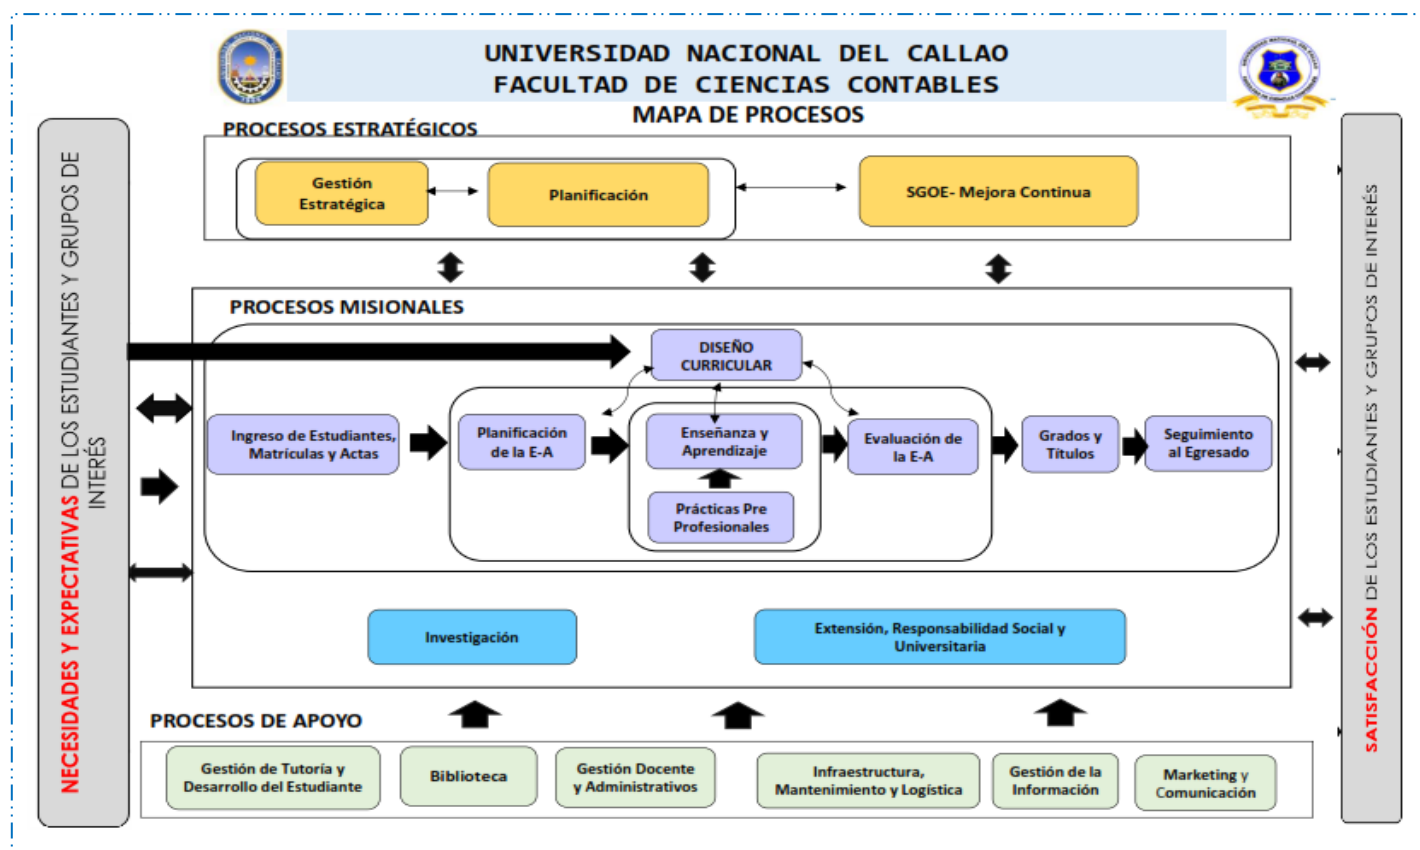 UNIVERSIDAD NACIONAL DEL CALLAO
FACULTAD DE CIENCIAS CONTABLES
MAPA DE PROCESOS
NECESIDADES Y EXPECTATIVAS DE LOS ESTUDIANTES Y GRUPOS DE
INTERÉS
PROCESOS ESTRATÉGICOS
Gestión
Estratégica
Planificación
SGOE- Mejora Continua
PROCESOS MISIONALES
DISEÑO
CURRICULAR
Ingreso de Estudiantes,
Matrículas y Actas
Planificación
de la E-A
Enseñanza y
Aprendizaje
Prácticas Pre
Profesionales
Evaluación de
la E-A
Grados y
Títulos
Seguimiento
al Egresado
Investigación
Extensión, Responsabilidad Social y
Universitaria
PROCESOS DE APOYO
Gestión de Tutoría y
Desarrollo del Estudiante
Biblioteca
Gestión Docente
y Administrativos
Infraestructura,
Mantenimiento y Logística
Gestión de la
Información
Marketing y
Comunicación
SATISFACCIÓN DE LOS ESTUDIANTES Y GRUPOS DE INTERÉS